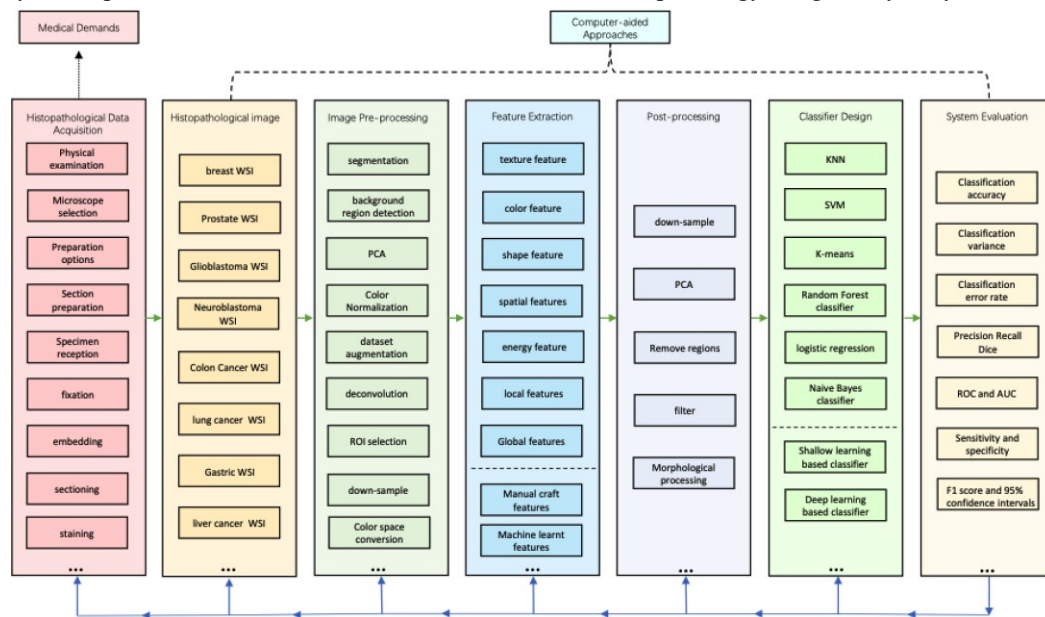 Medical Demands
Computer-aided
Approaches
Histopathological Data
Acquisition
Physical
examination
Microscope
selection
Preparation
options
Section
preparation
Specimen
reception
fixation
embedding
sectioning
staining
...
Histopathological image
breast WSI
Prostate WSI
Glioblastoma WSI
Neuroblastoma
WSI
Colon Cancer WSI
lung cancer WSI
Gastric WSI
liver cancer WSI
...
Image Pre-processing
segmentation
background
region detection
PCA
Color
Normalization
dataset
augmentation
deconvolution
ROI selection
down-sample
Color space
conversion
...
Feature Extraction
texture feature
color feature
shape feature
spatial features
energy feature
local features
Global features
Manual craft
features
Machine learnt
features
...
Post-processing
down-sample
PCA
Remove regions
filter
Morphological
processing
...
Classifier Design
KNN
SVM
K-means
Random Forest
classifier
logistic regression
Naive Bayes
classifier
Shallow learning
based classifier
Deep learning
based classifier
...
System Evaluation
Classification
accuracy
Classification
variance
Classification
error rate
Precision Recall
Dice
ROC and AUC
Sensitivity and
specificity
F1 score and 95%
confidence intervals
...